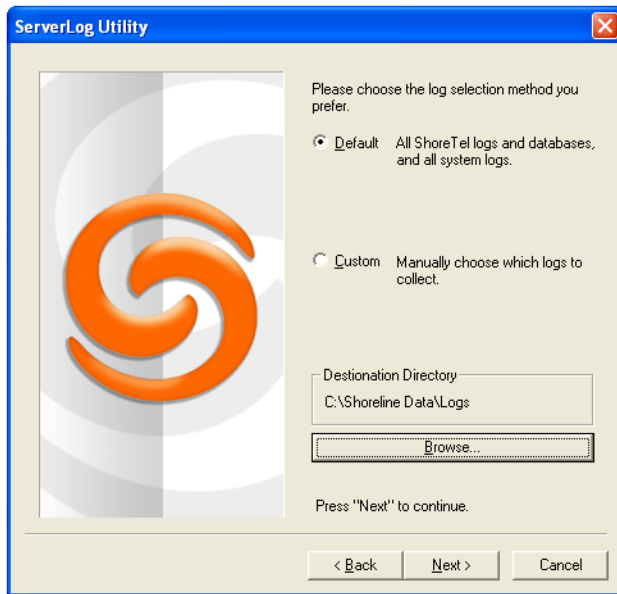 ServerLog Utility
Please choose the log selection method you
prefer.
Default All ShoreTel logs and databases,
and all system logs.
Custom Manually choose which logs to
collect.
Destionation Directory
C:\Shoreline Data\Logs
Browse...
Press "Next" to continue.
< Back Next > Cancel